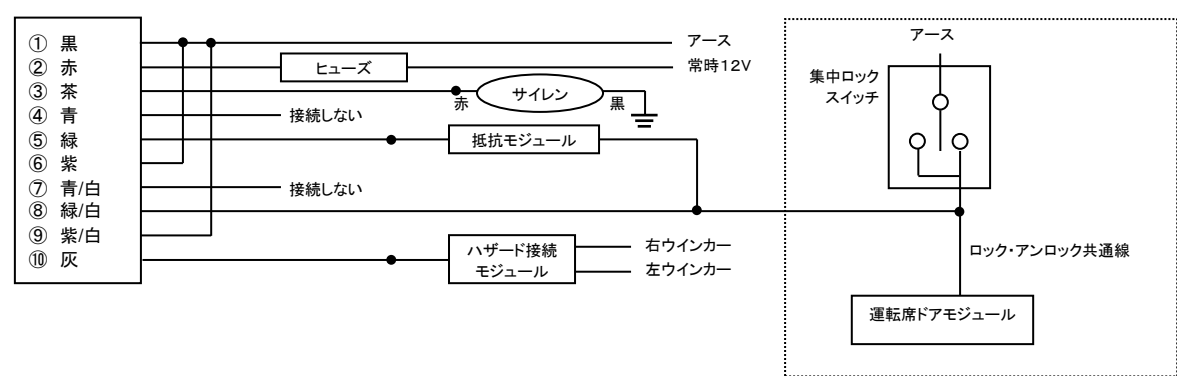 ① 黒
② 赤
③ 茶
④ 青
⑤ 緑
⑥ 紫
⑦ 青/白
⑧ 緑/白
⑨ 紫/白
⑩ 灰
アース
ヒューズ
常時12V
赤
サイレン
黒
接続しない
抵抗モジュール
接続しない
ハザード接続
モジュール
右ウインカー
左ウインカー
アース
集中ロック
スイッチ
ロック・アンロック共通線
運転席ドアモジュール